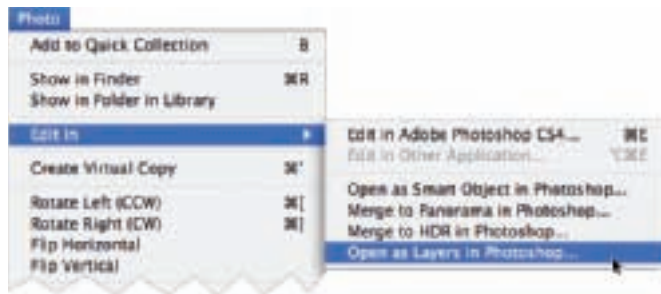 Photo
Add to Quick Collection B
Show in Finder ⌘R
Show in Folder in Library
Edit In
Create Virtual Copy ⌘'
Rotate Left (CCW) ⌘[
Rotate Right (CW) ⌘]
Flip Horizontal
Flip Vertical
Edit in Adobe Photoshop CS4... ⌘E
Edit in Other Application... ⌥⌘E
Open as Smart Object in Photoshop...
Merge to Panorama in Photoshop...
Merge to HDR in Photoshop...
Open as Layers in Photoshop...